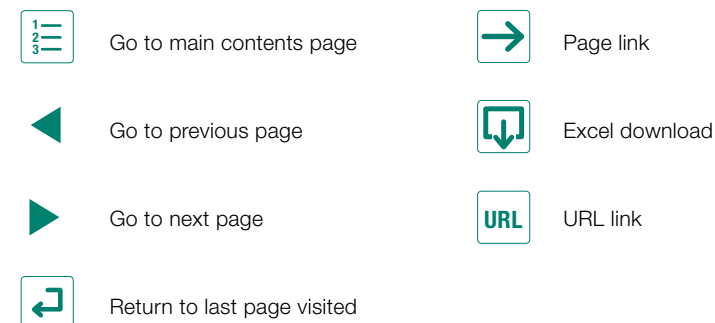 1
2
3
Go to main contents page
Page link
Go to previous page
Excel download
Go to next page
URL
URL link
Return to last page visited